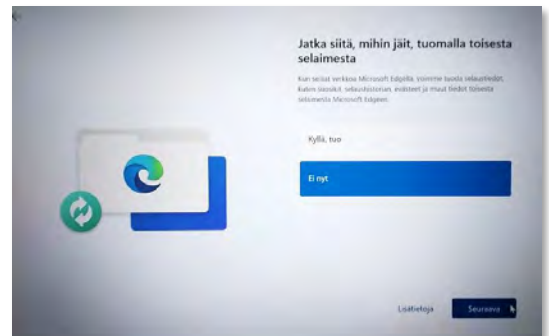 Jatka siitä, mihin jäit, tuomalla toisesta
selaimesta
Kun selaat verkkoa Microsoft Edgellä, voimme tuoda selaustiedot,
kuten suosikit, selaushistorian, evästeet ja muut tiedot toisesta
selaimesta Microsoft Edgeen.
Kyllä, tuo
Ei nyt
Lisätietoja
Seuraava